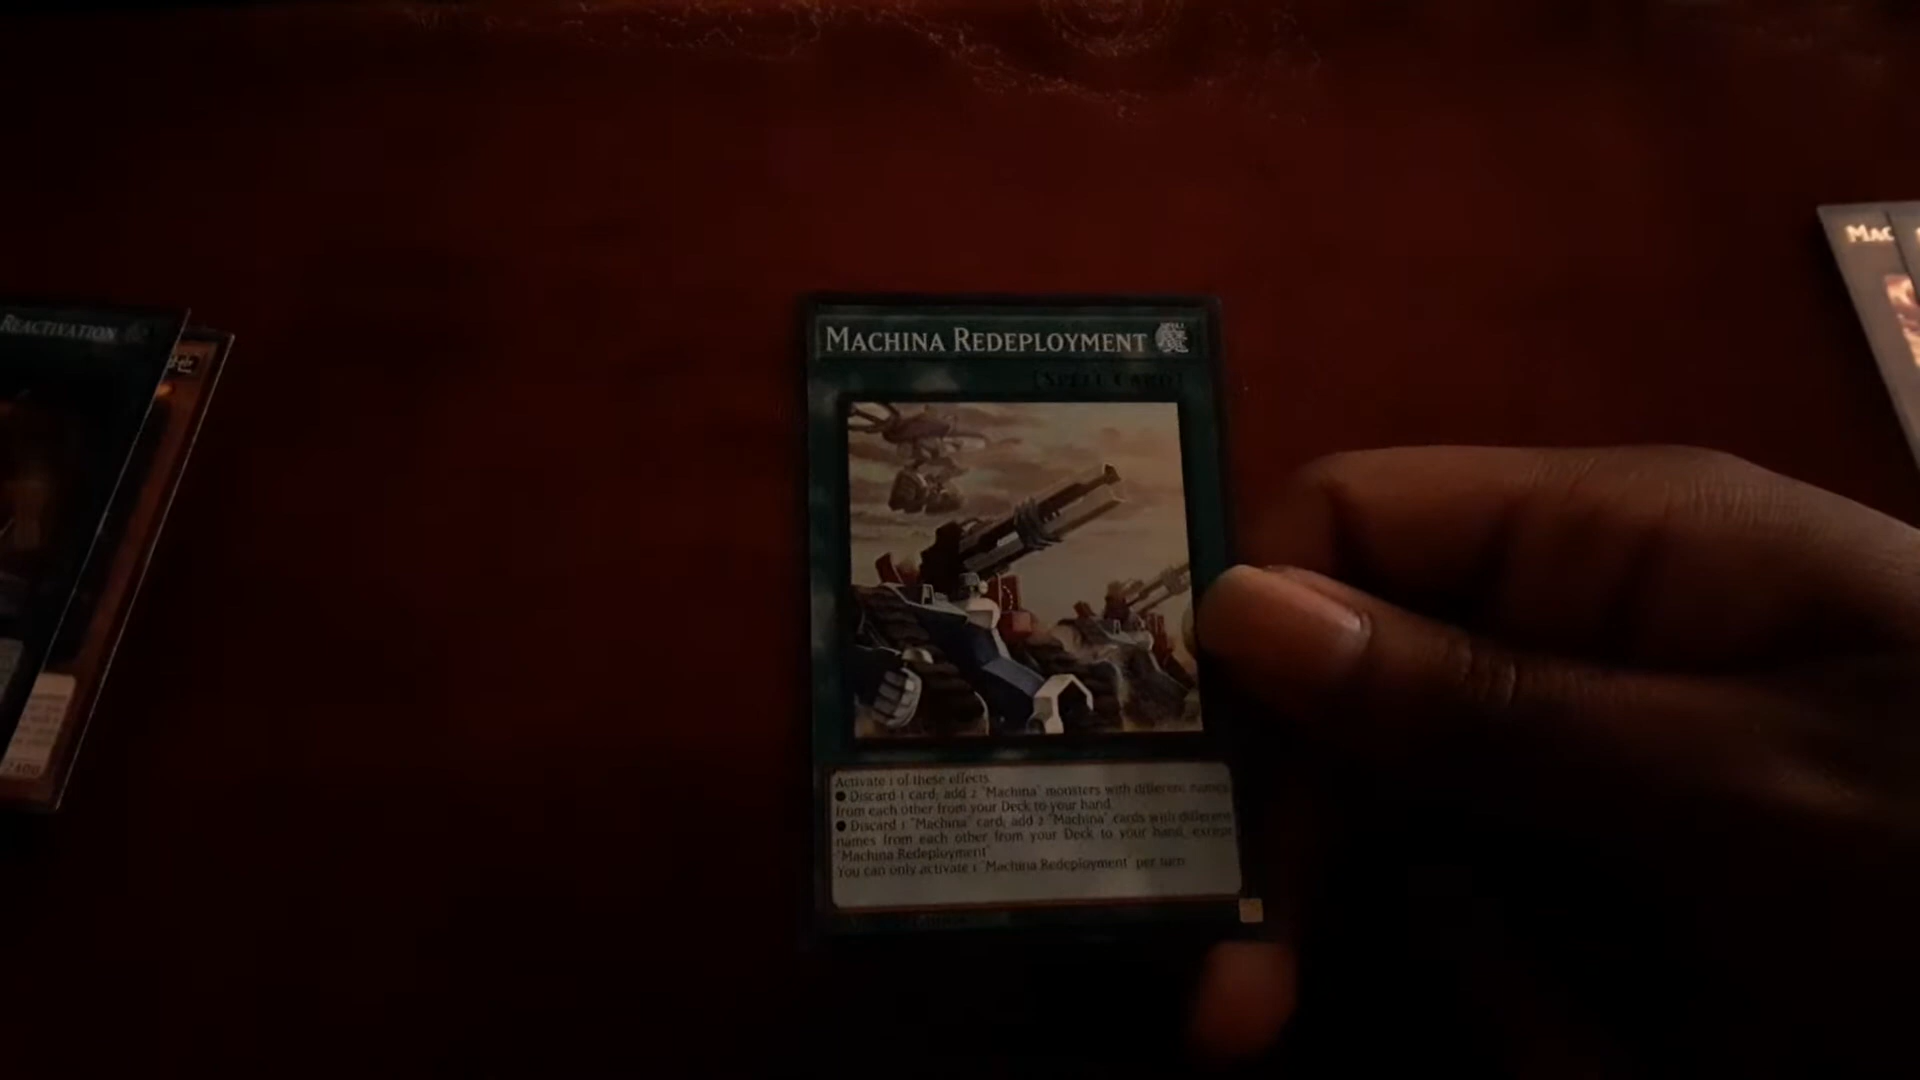 REACTIVATION
MAC
MACHINA REDEPLOYMENT
[SPELL CARD]
Activate 1 of these effects.
● Discard 1 card; add 2 "Machina" monsters with different names
from each other from your Deck to your hand.
● Discard 1 "Machina" card; add 2 "Machina" cards with different
names from each other from your Deck to your hand, except
"Machina Redeployment".
You can only activate 1 "Machina Redeployment" per turn.